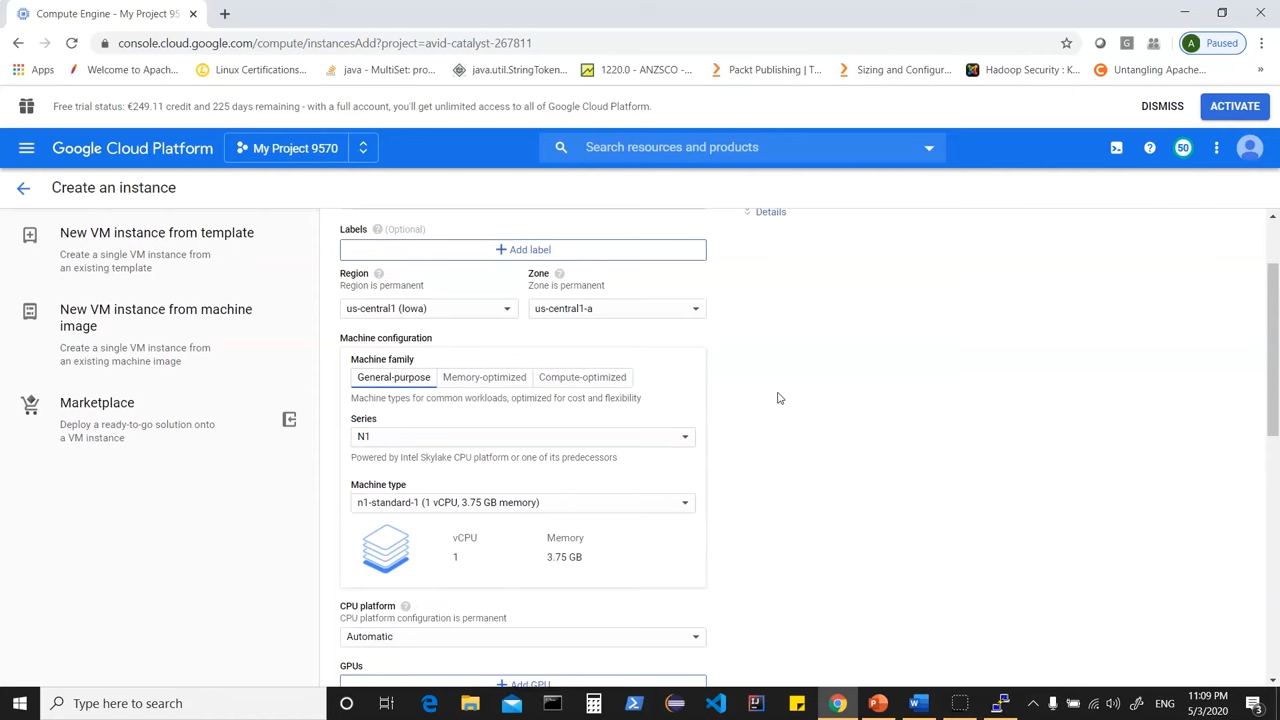 Compute Engine - My Project 95
console.cloud.google.com/compute/instancesAdd?project=avid-catalyst-267811
A Paused
Apps Welcome to Apach... Linux Certifications... java - MultiSet: pro... java.util.StringToken... 1220.0 - ANZSCO -... Packt Publishing | T... Sizing and Configur... Hadoop Security : K... Untangling Apache... »
Free trial status: €249.11 credit and 225 days remaining - with a full account, you'll get unlimited access to all of Google Cloud Platform.
DISMISS
ACTIVATE
Google Cloud Platform
My Project 9570
Search resources and products
50
Create an instance
New VM instance from template
Create a single VM instance from
an existing template
New VM instance from machine
image
Create a single VM instance from
an existing machine image
Marketplace
Deploy a ready-to-go solution onto
a VM instance
Details
Labels (Optional)
Add label
Region
Region is permanent
us-central1 (Iowa)
Zone
Zone is permanent
us-central1-a
Machine configuration
Machine family
General-purpose Memory-optimized Compute-optimized
Machine types for common workloads, optimized for cost and flexibility
Series
N1
Powered by Intel Skylake CPU platform or one of its predecessors
Machine type
n1-standard-1 (1 vCPU, 3.75 GB memory)
vCPU Memory
1 3.75 GB
CPU platform
CPU platform configuration is permanent
Automatic
GPUs
Add GPU
Type here to search
ENG
11:09 PM
5/3/2020
3